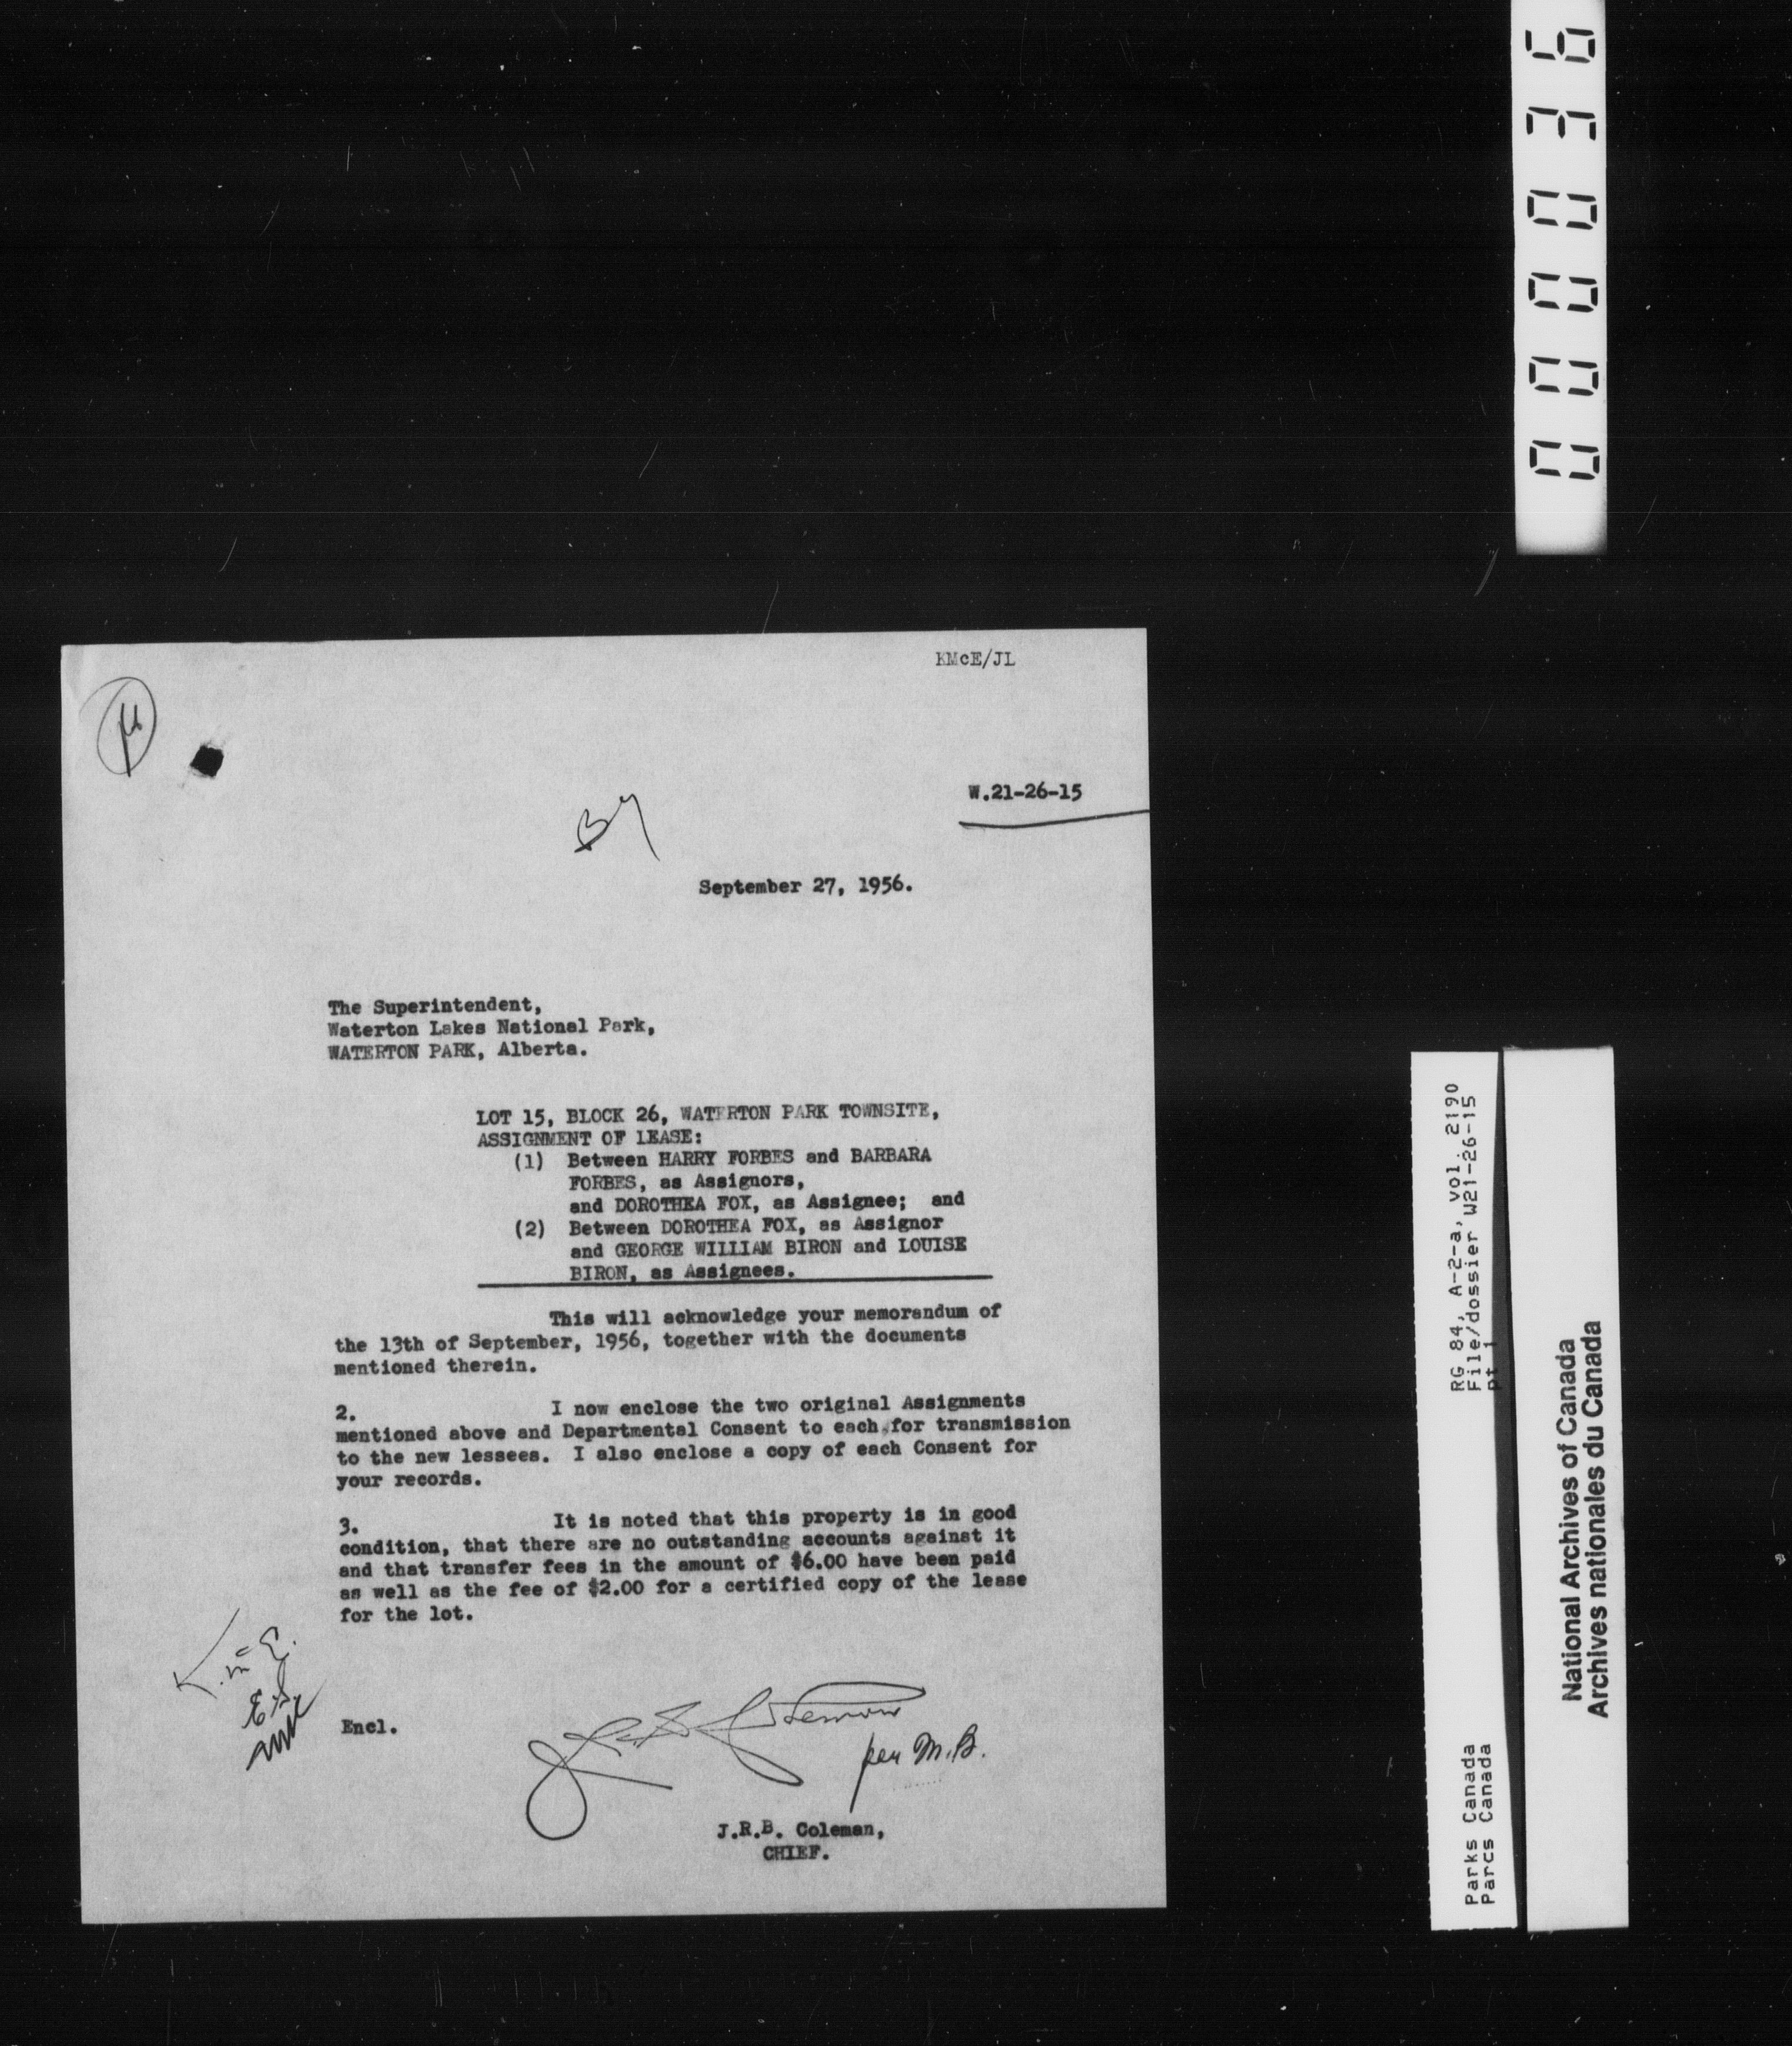 000036
KMcE/JL
W.21-26-15
September 27, 1956.
The Superintendent,
Waterton Lakes National Park,
WATERTON PARK, Alberta.
LOT 15, BLOCK 26, WATERTON PARK TOWNSITE,
ASSIGNMENT OF LEASE:
(1) Between HARRY FORBES and BARBARA
FORBES, as Assignors,
and DOROTHEA FOX, as Assignee; and
(2) Between DOROTHEA FOX, as Assignor
and GEORGE WILLIAM BIRON and LOUISE
BIRON, as Assignees.
This will acknowledge your memorandum of
the 13th of September, 1956, together with the documents
mentioned therein.
2. I now enclose the two original Assignments
mentioned above and Departmental Consent to each for transmission
to the new lessees. I also enclose a copy of each Consent for
your records.
3. It is noted that this property is in good
condition, that there are no outstanding accounts against it
and that transfer fees in the amount of $6.00 have been paid
as well as the fee of $2.00 for a certified copy of the lease
for the lot.
Encl.
per M.B.
J.R.B. Coleman,
CHIEF.
RG 84, A-2-a, vol. 2190
File/dossier W21-26-15
pt 1
Parks Canada
Parcs Canada
National Archives of Canada
Archives nationales du Canada